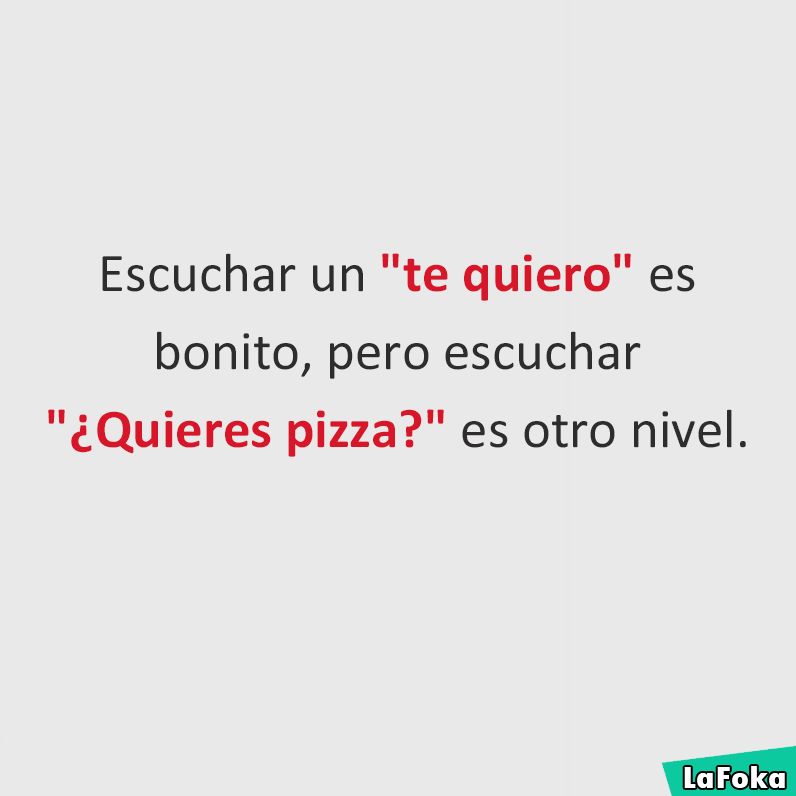 Escuchar un "te quiero" es
bonito, pero escuchar
"¿Quieres pizza?" es otro nivel.
LaFoka